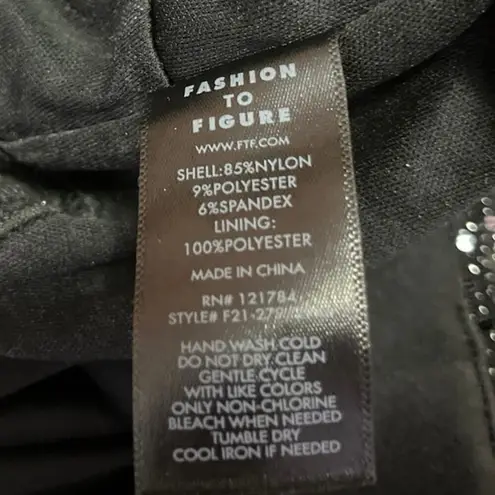 FASHION
TO
FIGURE
WWW.FTF.COM
SHELL:85%NYLON
9%POLYESTER
6%SPANDEX
LINING:
100%POLYESTER
MADE IN CHINA
RN# 121784
STYLE#
HAND WASH COLD
DO NOT DRY CLEAN
GENTLE CYCLE
WITH LIKE COLORS
ONLY NON-CHLORINE
BLEACH WHEN NEEDED
TUMBLE DRY
COOL IRON IF NEEDED